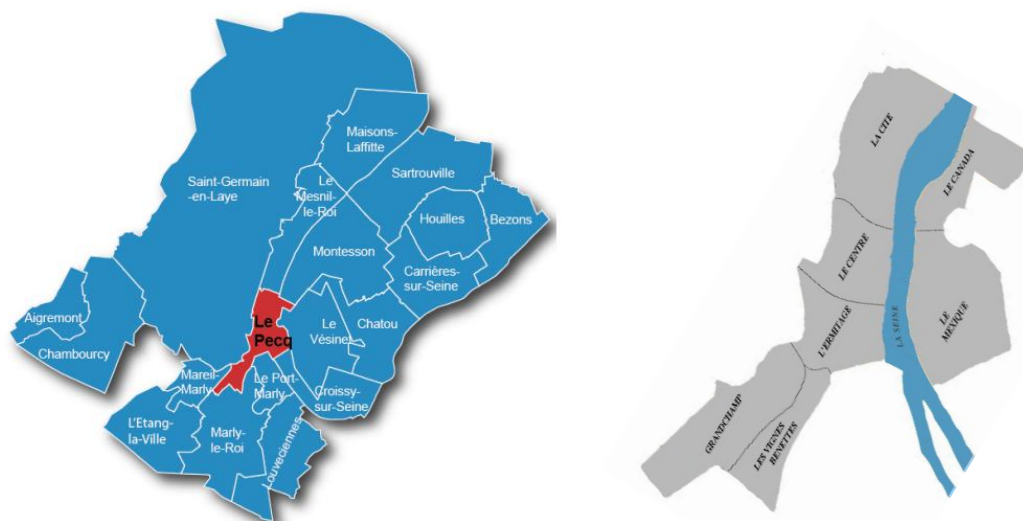 Maisons-
Laffitte
Saint-Germain
-en-Laye
Le
Mesnil-
le-Roi
Sartrouville
Houilles
Bezons
Montesson
Carrières-
sur-Seine
Aigremont
Chambourcy
Le
Pecq
Le
Vésinet
Chatou
Mareil-
Marly
Le Port-
Marly
Croissy-
sur-Seine
L'Etang-
la-Ville
Marly-
le-Roi
Louveciennes
LA CITE
LE CANADA
LE CENTRE
L'ERMITAGE
LA SEINE
LE
MEXIQUE
GRANDCHAMP
LES VIGNES
BENETTES